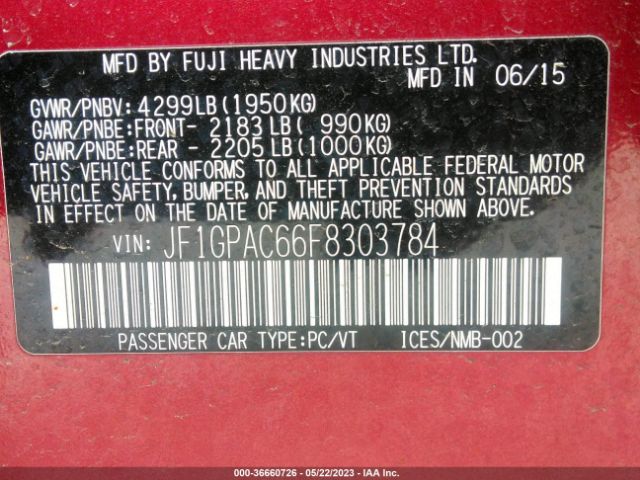 MFD BY FUJI HEAVY INDUSTRIES LTD.
MFD IN 06/15
GVWR/PNBV: 4299LB (1950KG)
GAWR/PNBE:FRONT- 2183LB ( 990KG)
GAWR/PNBE:REAR - 2205LB (1000KG)
THIS VEHICLE CONFORMS TO ALL APPLICABLE FEDERAL MOTOR
VEHICLE SAFETY, BUMPER, AND THEFT PREVENTION STANDARDS
IN EFFECT ON THE DATE OF MANUFACTURE SHOWN ABOVE.
VIN: JF1GPAC66F8303784
PASSENGER CAR TYPE:PC/VT ICES/NMB-002
000-36660726 - 05/22/2023 - IAA Inc.